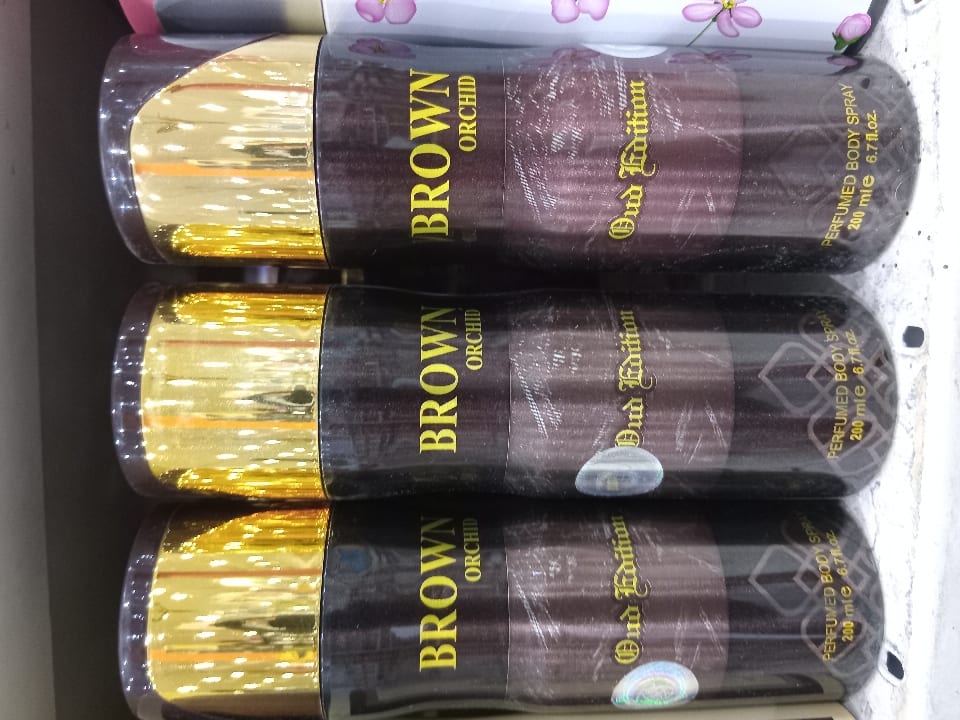 BROWN
ORCHID
Oud Edition
PERFUMED BODY SPRAY
200 ml e 6.7 fl.oz.
BROWN
ORCHID
Oud Edition
PERFUMED BODY SPRAY
200 ml e 6.7 fl.oz
BROWN
ORCHID
Oud Edition
PERFUMED BODY SPRAY
200 ml e 6.7 fl.oz